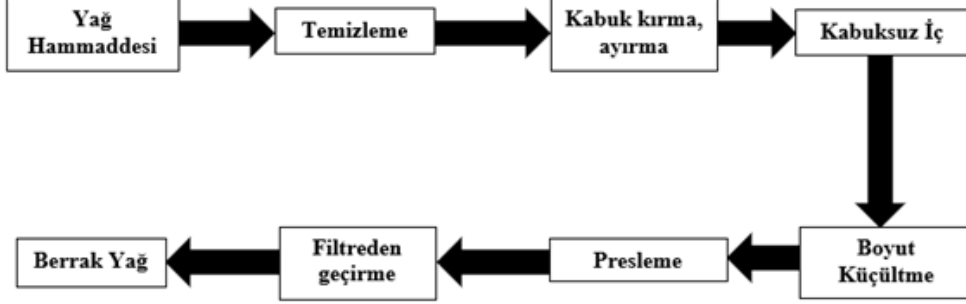 Yağ
Hammaddesi
Temizleme
Kabuk kırma,
ayırma
Kabuksuz İç
Boyut
Küçültme
Presleme
Filtreden
geçirme
Berrak Yağ